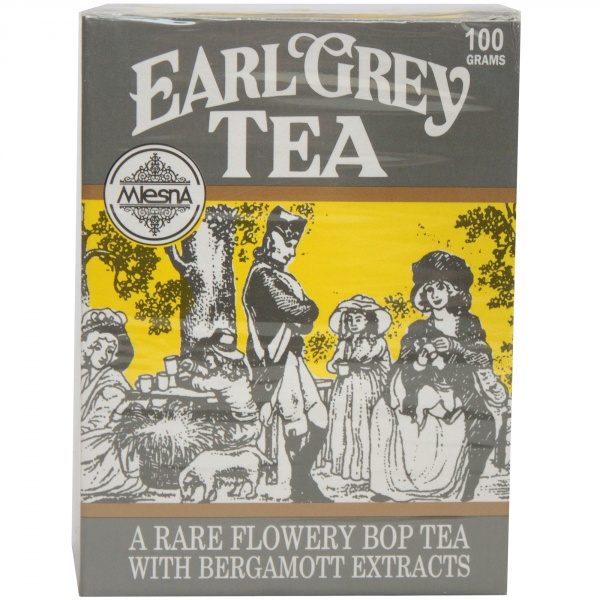 EARL GREY
TEA
100
GRAMS
MlesnA
A RARE FLOWERY BOP TEA
WITH BERGAMOTT EXTRACTS